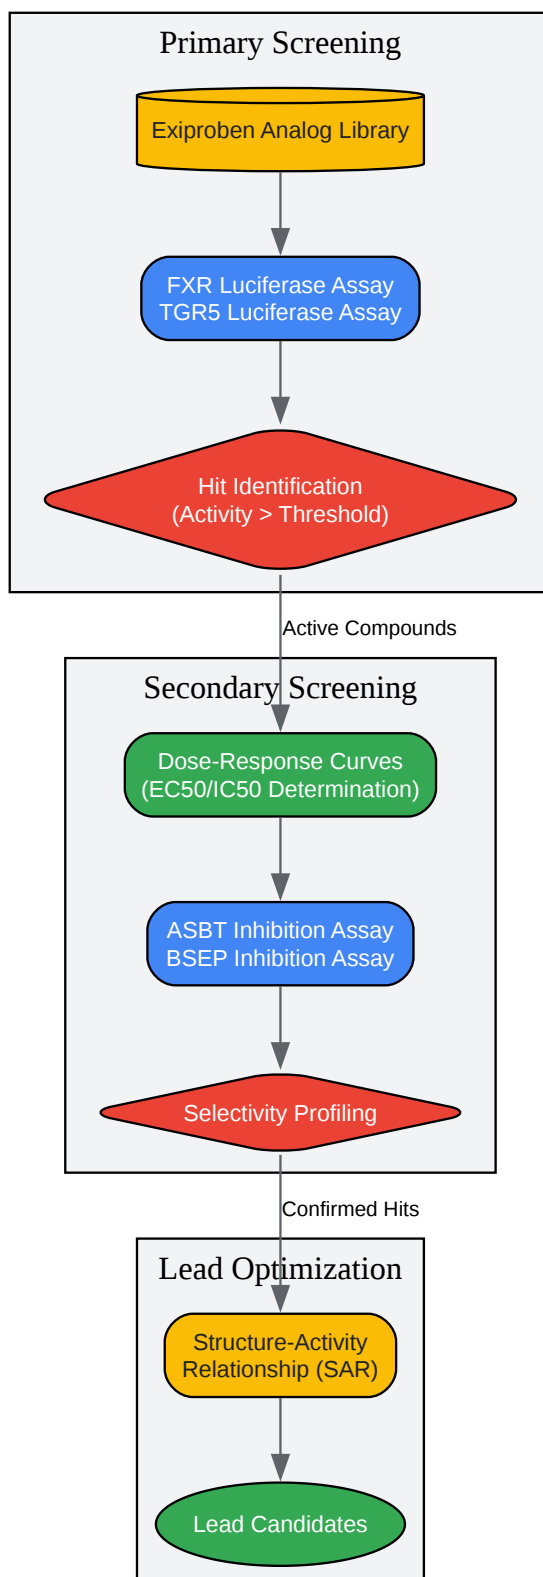 Primary Screening
Exiproben Analog Library
FXR Luciferase Assay
TGR5 Luciferase Assay
Hit Identification
(Activity > Threshold)
Active Compounds
Secondary Screening
Dose-Response Curves
(EC50/IC50 Determination)
ASBT Inhibition Assay
BSEP Inhibition Assay
Selectivity Profiling
Confirmed Hits
Lead Optimization
Structure-Activity
Relationship (SAR)
Lead Candidates